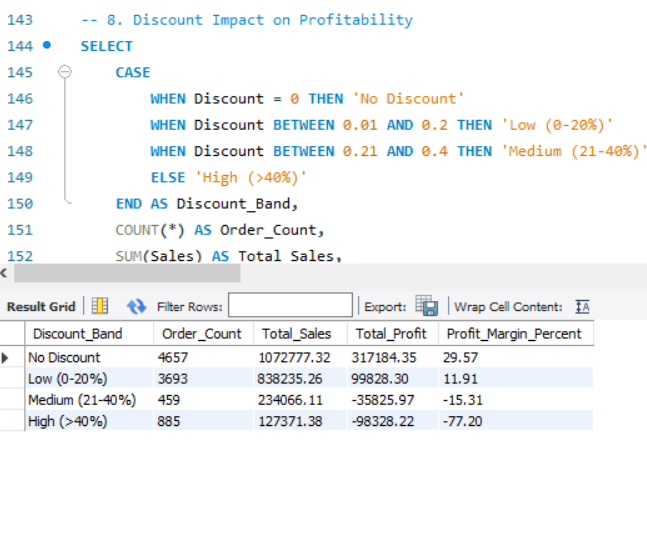 143 -- 8. Discount Impact on Profitability
144 SELECT
145 CASE
146 WHEN Discount = 0 THEN 'No Discount'
147 WHEN Discount BETWEEN 0.01 AND 0.2 THEN 'Low (0-20%)'
148 WHEN Discount BETWEEN 0.21 AND 0.4 THEN 'Medium (21-40%)'
149 ELSE 'High (>40%)'
150 END AS Discount_Band,
151 COUNT(*) AS Order_Count,
152 SUM(Sales) AS Total_Sales,
Result Grid Filter Rows: Export: Wrap Cell Content:
Discount_Band Order_Count Total_Sales Total_Profit Profit_Margin_Percent
No Discount 4657 1072777.32 317184.35 29.57
Low (0-20%) 3693 838235.26 99828.30 11.91
Medium (21-40%) 459 234066.11 -35825.97 -15.31
High (>40%) 885 127371.38 -98328.22 -77.20